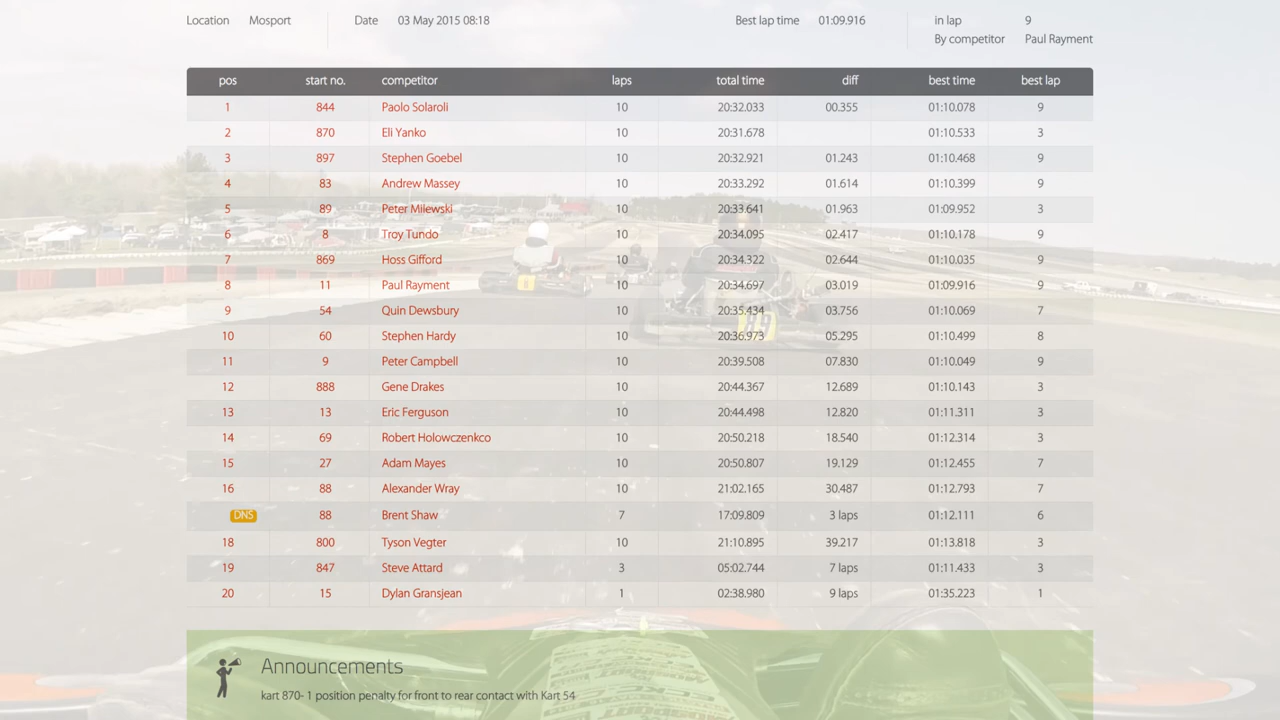 Location Mosport Date 03 May 2015 08:18 Best lap time 01:09.916 in lap 9
By competitor Paul Rayment
pos start no. competitor laps total time diff best time best lap
1 844 Paolo Solaroli 10 20:32.033 00.355 01:10.078 9
2 870 Eli Yanko 10 20:31.678 01:10.533 3
3 897 Stephen Goebel 10 20:32.921 01.243 01:10.468 9
4 83 Andrew Massey 10 20:33.292 01.614 01:10.399 9
5 89 Peter Milewski 10 20:33.641 01.963 01:09.952 3
6 8 Troy Tundo 10 20:34.095 02.417 01:10.178 9
7 869 Hoss Gifford 10 20:34.322 02.644 01:10.035 9
8 11 Paul Rayment 10 20:34.697 03.019 01:09.916 9
9 54 Quin Dewsbury 10 20:35.434 03.756 01:10.069 7
10 60 Stephen Hardy 10 20:36.973 05.295 01:10.499 8
11 9 Peter Campbell 10 20:39.508 07.830 01:10.049 9
12 888 Gene Drakes 10 20:44.367 12.689 01:10.143 3
13 13 Eric Ferguson 10 20:44.498 12.820 01:11.311 3
14 69 Robert Holowczenkco 10 20:50.218 18.540 01:12.314 3
15 27 Adam Mayes 10 20:50.807 19.129 01:12.455 7
16 88 Alexander Wray 10 21:02.165 30.487 01:12.793 7
DNS 88 Brent Shaw 7 17:09.809 3 laps 01:12.111 6
18 800 Tyson Vegter 10 21:10.895 39.217 01:13.818 3
19 847 Steve Attard 3 05:02.744 7 laps 01:11.433 3
20 15 Dylan Gransjean 1 02:38.980 9 laps 01:35.223 1
Announcements
kart 870- 1 position penalty for front to rear contact with Kart 54